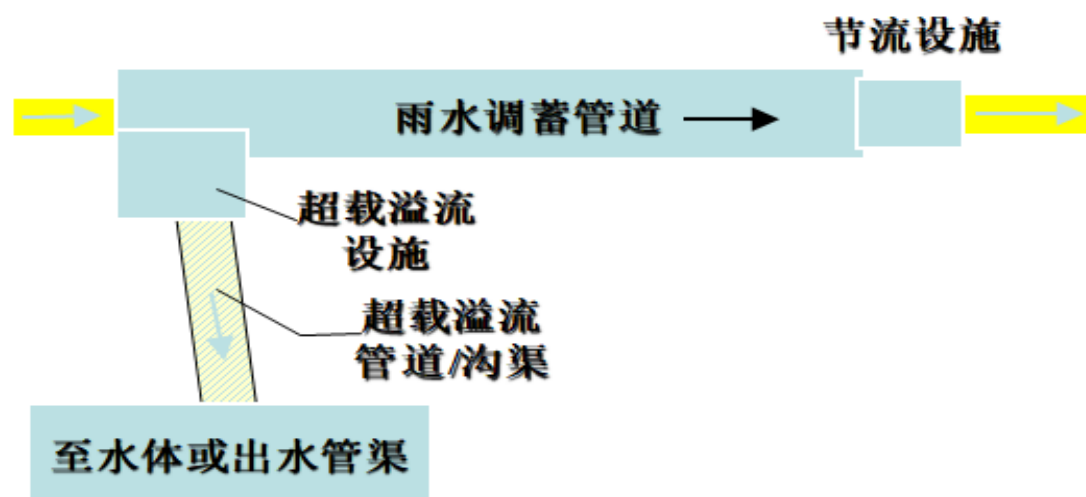 节流设施
雨水调蓄管道
超载溢流
设施
超载溢流
管道/沟渠
至水体或出水管渠